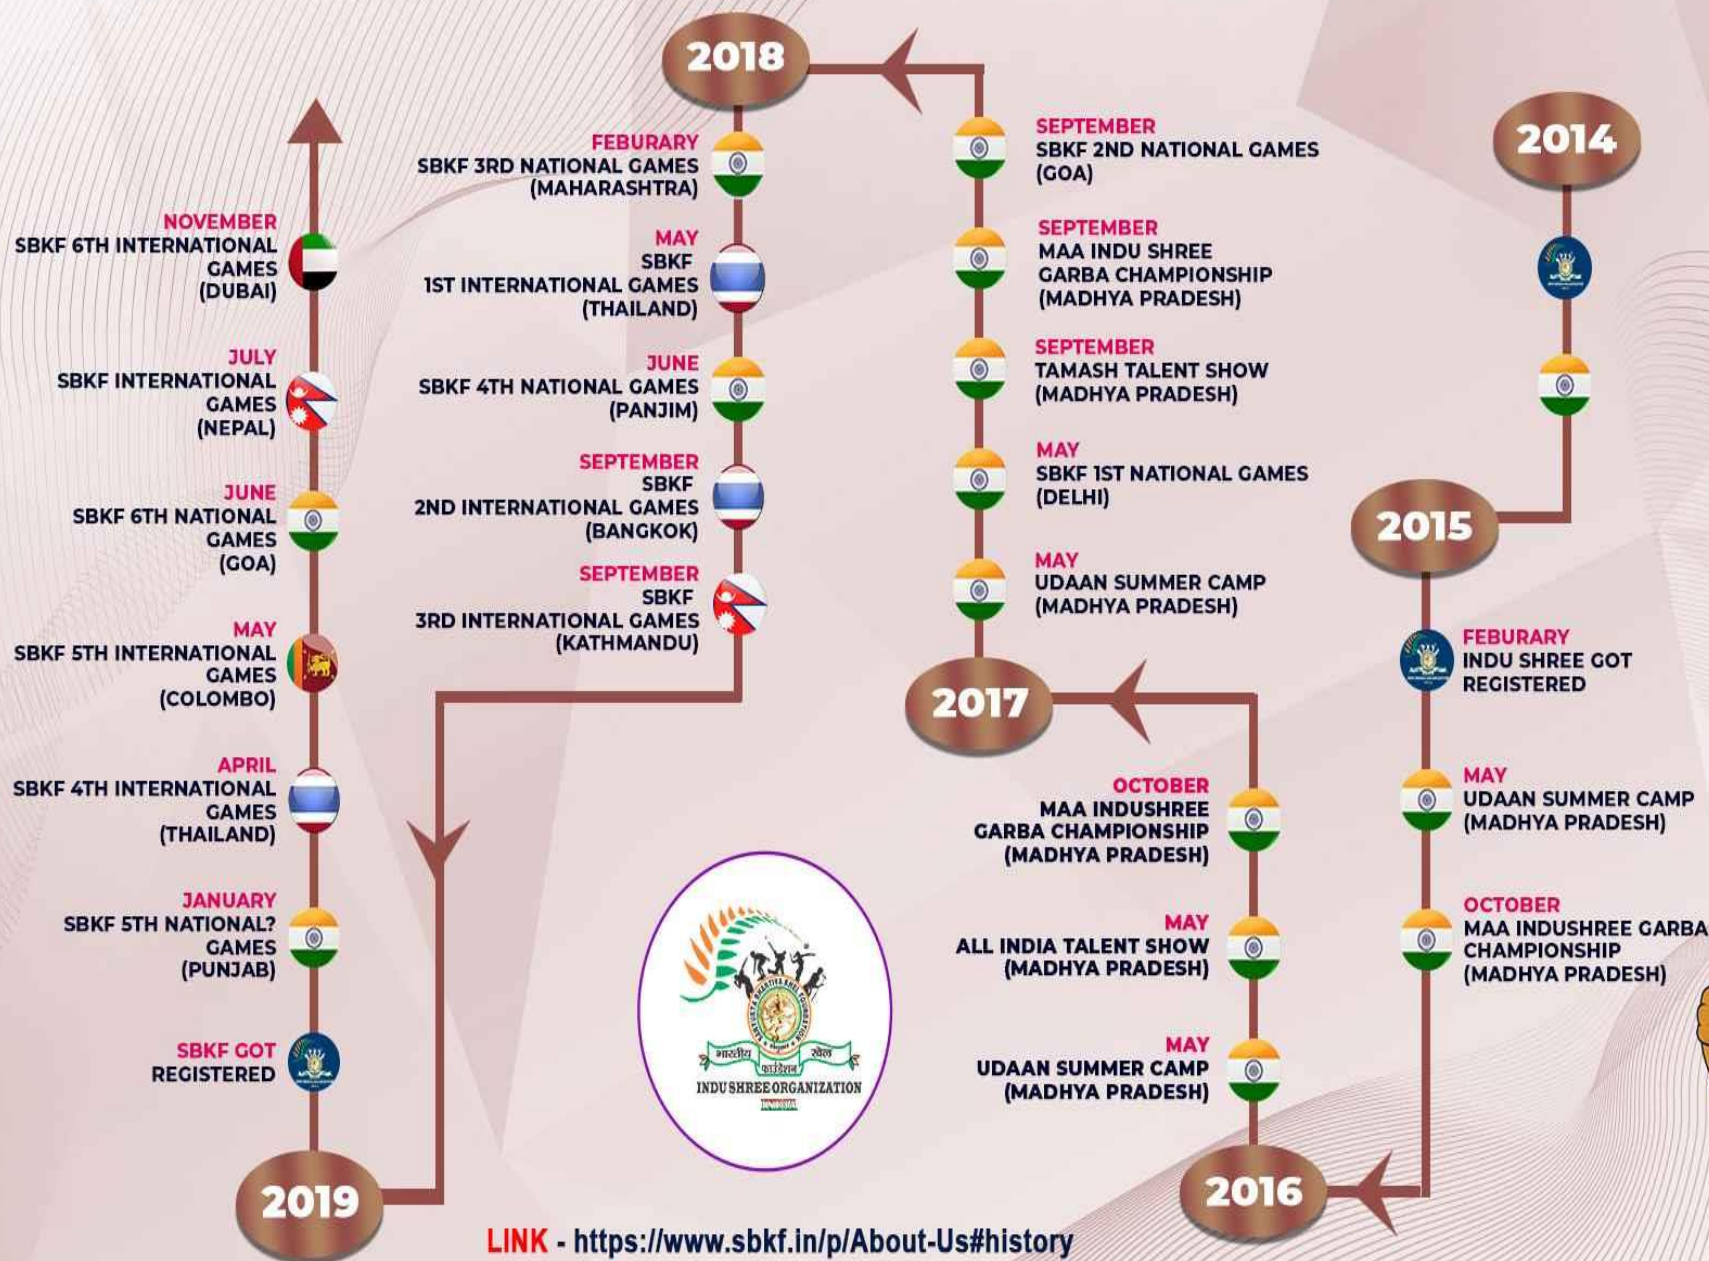 2014
2015
FEBURARY
INDU SHREE GOT
REGISTERED
MAY
UDAAN SUMMER CAMP
(MADHYA PRADESH)
OCTOBER
MAA INDUSHREE GARBA
CHAMPIONSHIP
(MADHYA PRADESH)
2016
MAY
UDAAN SUMMER CAMP
(MADHYA PRADESH)
MAY
ALL INDIA TALENT SHOW
(MADHYA PRADESH)
OCTOBER
MAA INDUSHREE
GARBA CHAMPIONSHIP
(MADHYA PRADESH)
2017
MAY
UDAAN SUMMER CAMP
(MADHYA PRADESH)
MAY
SBKF 1ST NATIONAL GAMES
(DELHI)
SEPTEMBER
TAMASH TALENT SHOW
(MADHYA PRADESH)
SEPTEMBER
MAA INDU SHREE
GARBA CHAMPIONSHIP
(MADHYA PRADESH)
SEPTEMBER
SBKF 2ND NATIONAL GAMES
(GOA)
2018
FEBURARY
SBKF 3RD NATIONAL GAMES
(MAHARASHTRA)
MAY
SBKF
1ST INTERNATIONAL GAMES
(THAILAND)
JUNE
SBKF 4TH NATIONAL GAMES
(PANJIM)
SEPTEMBER
SBKF
2ND INTERNATIONAL GAMES
(BANGKOK)
SEPTEMBER
SBKF
3RD INTERNATIONAL GAMES
(KATHMANDU)
2019
SBKF GOT
REGISTERED
JANUARY
SBKF 5TH NATIONAL?
GAMES
(PUNJAB)
APRIL
SBKF 4TH INTERNATIONAL
GAMES
(THAILAND)
MAY
SBKF 5TH INTERNATIONAL
GAMES
(COLOMBO)
JUNE
SBKF 6TH NATIONAL
GAMES
(GOA)
JULY
SBKF INTERNATIONAL
GAMES
(NEPAL)
NOVEMBER
SBKF 6TH INTERNATIONAL
GAMES
(DUBAI)
भारतीय खेल
फाउंडेशन
INDU SHREE ORGANIZATION
LINK - https://www.sbkf.in/p/About-Us#history